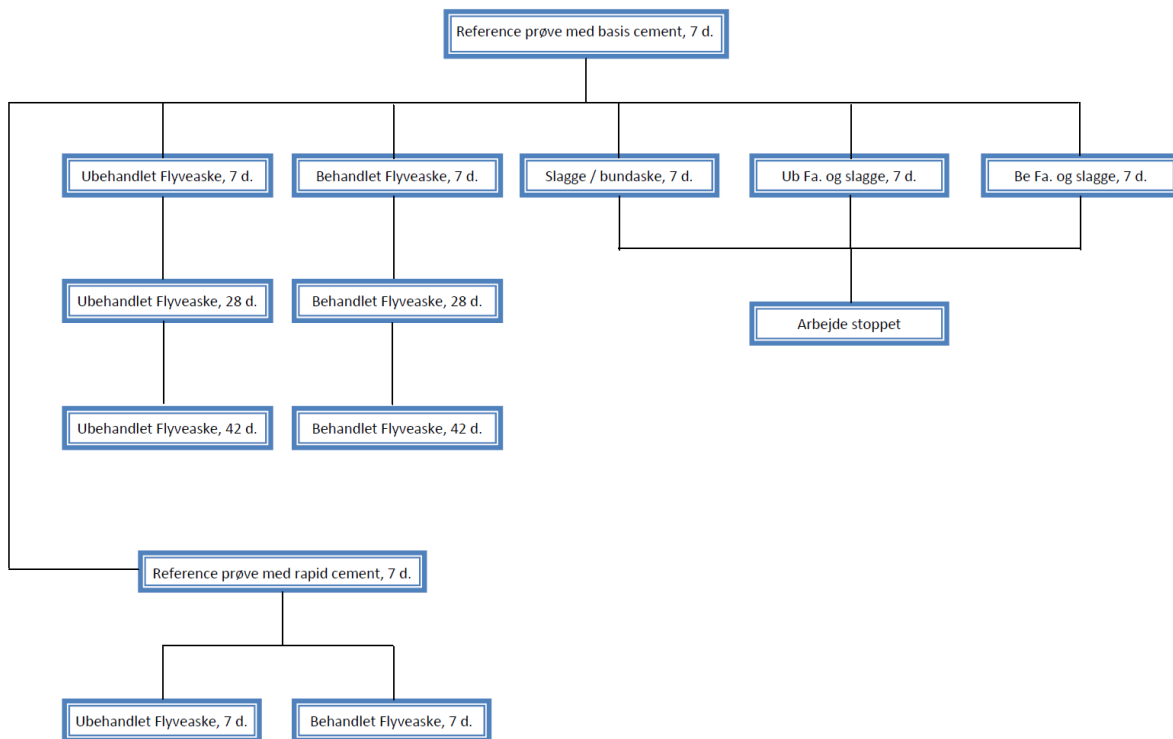 Reference prøve med basis cement, 7 d.
Ubehandlet Flyveaske, 7 d.
Behandlet Flyveaske, 7 d.
Slagge / bundaske, 7 d.
Ub Fa. og slagge, 7 d.
Be Fa. og slagge, 7 d.
Ubehandlet Flyveaske, 28 d.
Behandlet Flyveaske, 28 d.
Arbejde stoppet
Ubehandlet Flyveaske, 42 d.
Behandlet Flyveaske, 42 d.
Reference prøve med rapid cement, 7 d.
Ubehandlet Flyveaske, 7 d.
Behandlet Flyveaske, 7 d.